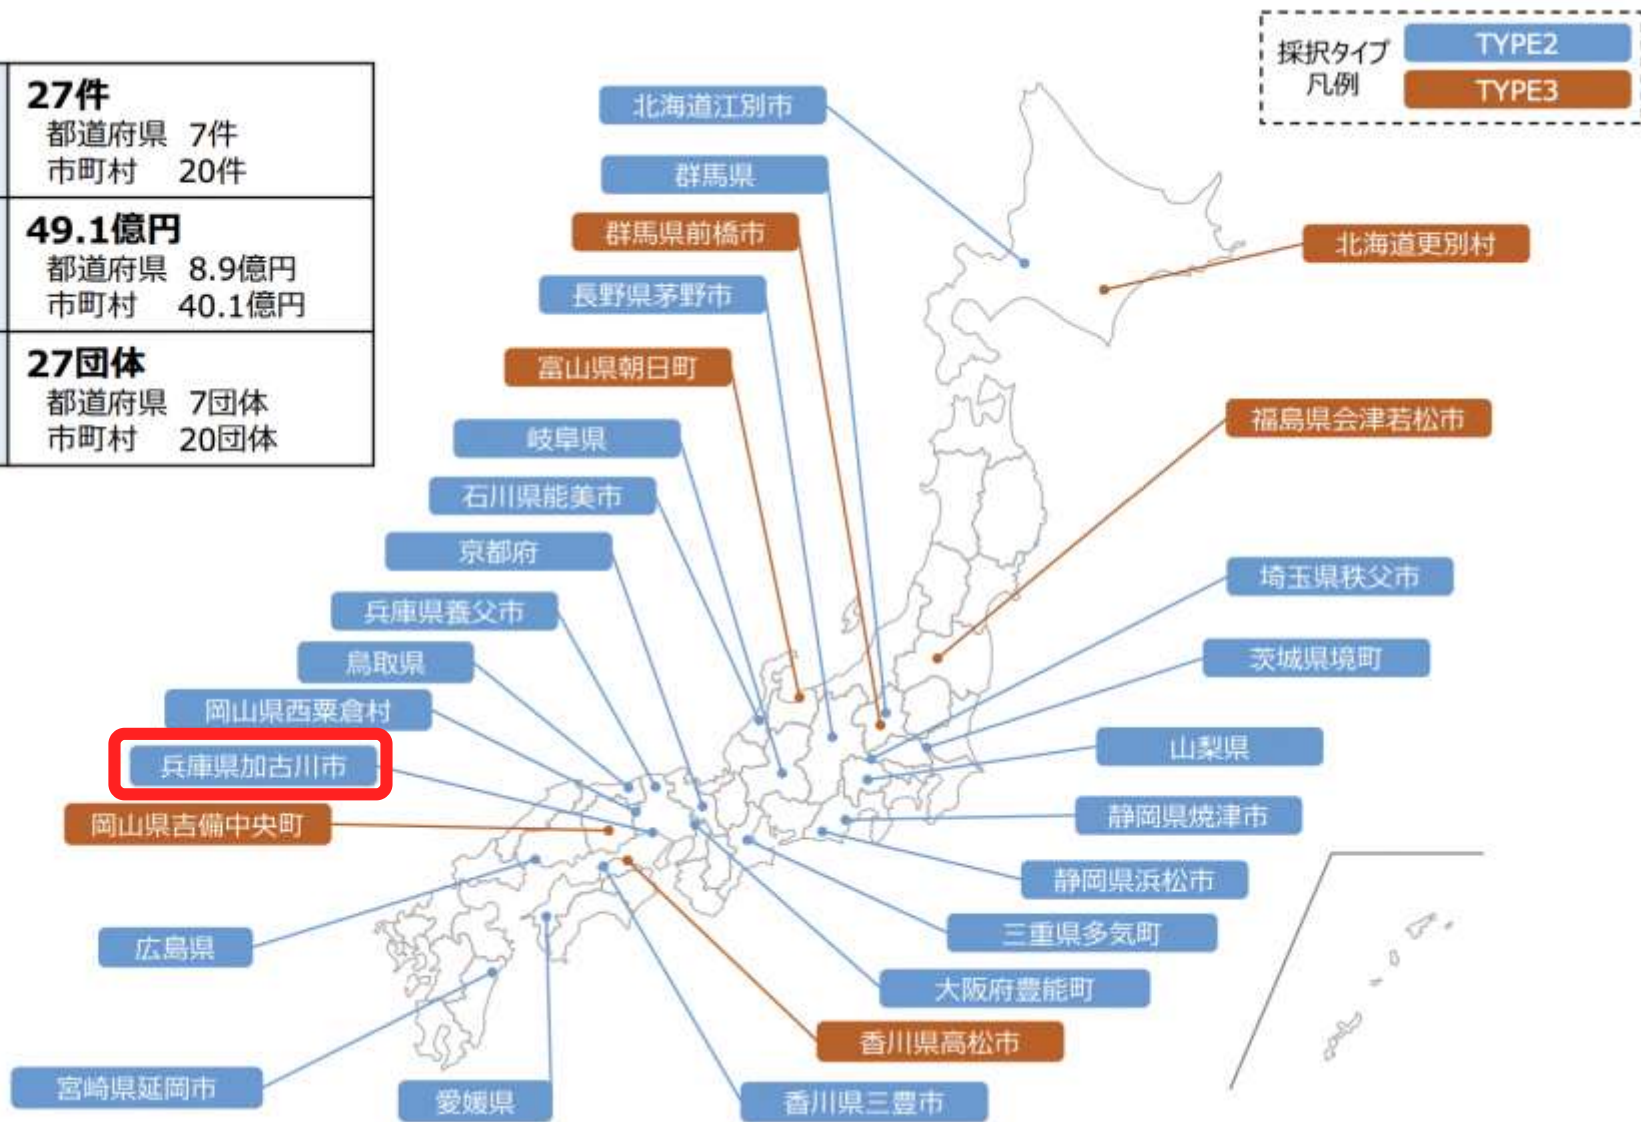 採択タイプ
凡例
TYPE2
TYPE3
27件
都道府県 7件
市町村 20件
49.1億円
都道府県 8.9億円
市町村 40.1億円
27団体
都道府県 7団体
市町村 20団体
北海道江別市
群馬県
群馬県前橋市
長野県茅野市
富山県朝日町
岐阜県
石川県能美市
京都府
兵庫県養父市
鳥取県
岡山県西粟倉村
兵庫県加古川市
岡山県吉備中央町
広島県
宮崎県延岡市
愛媛県
北海道更別村
福島県会津若松市
埼玉県秩父市
茨城県境町
山梨県
静岡県焼津市
静岡県浜松市
三重県多気町
大阪府豊能町
香川県高松市
香川県三豊市